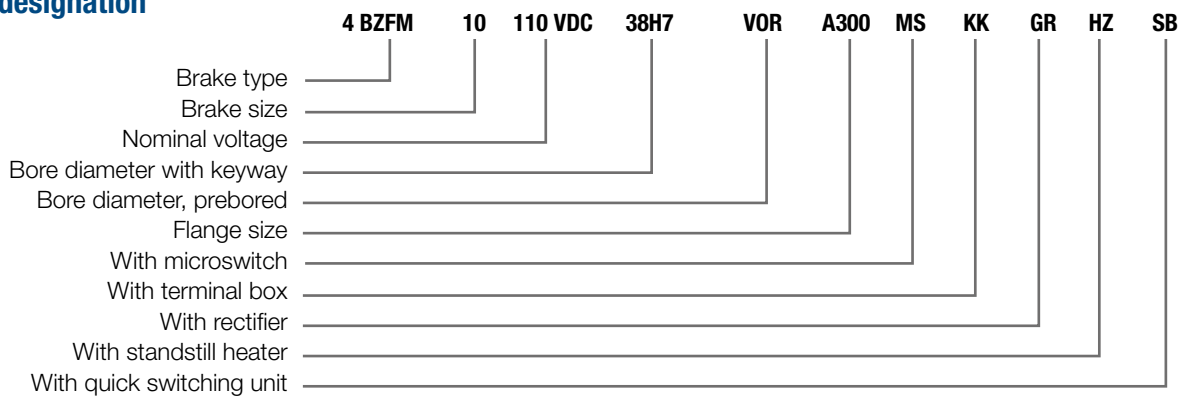 designation
4 BZFM 10 110 VDC 38H7 VOR A300 MS KK GR HZ SB
Brake type
Brake size
Nominal voltage
Bore diameter with keyway
Bore diameter, prebored
Flange size
With microswitch
With terminal box
With rectifier
With standstill heater
With quick switching unit